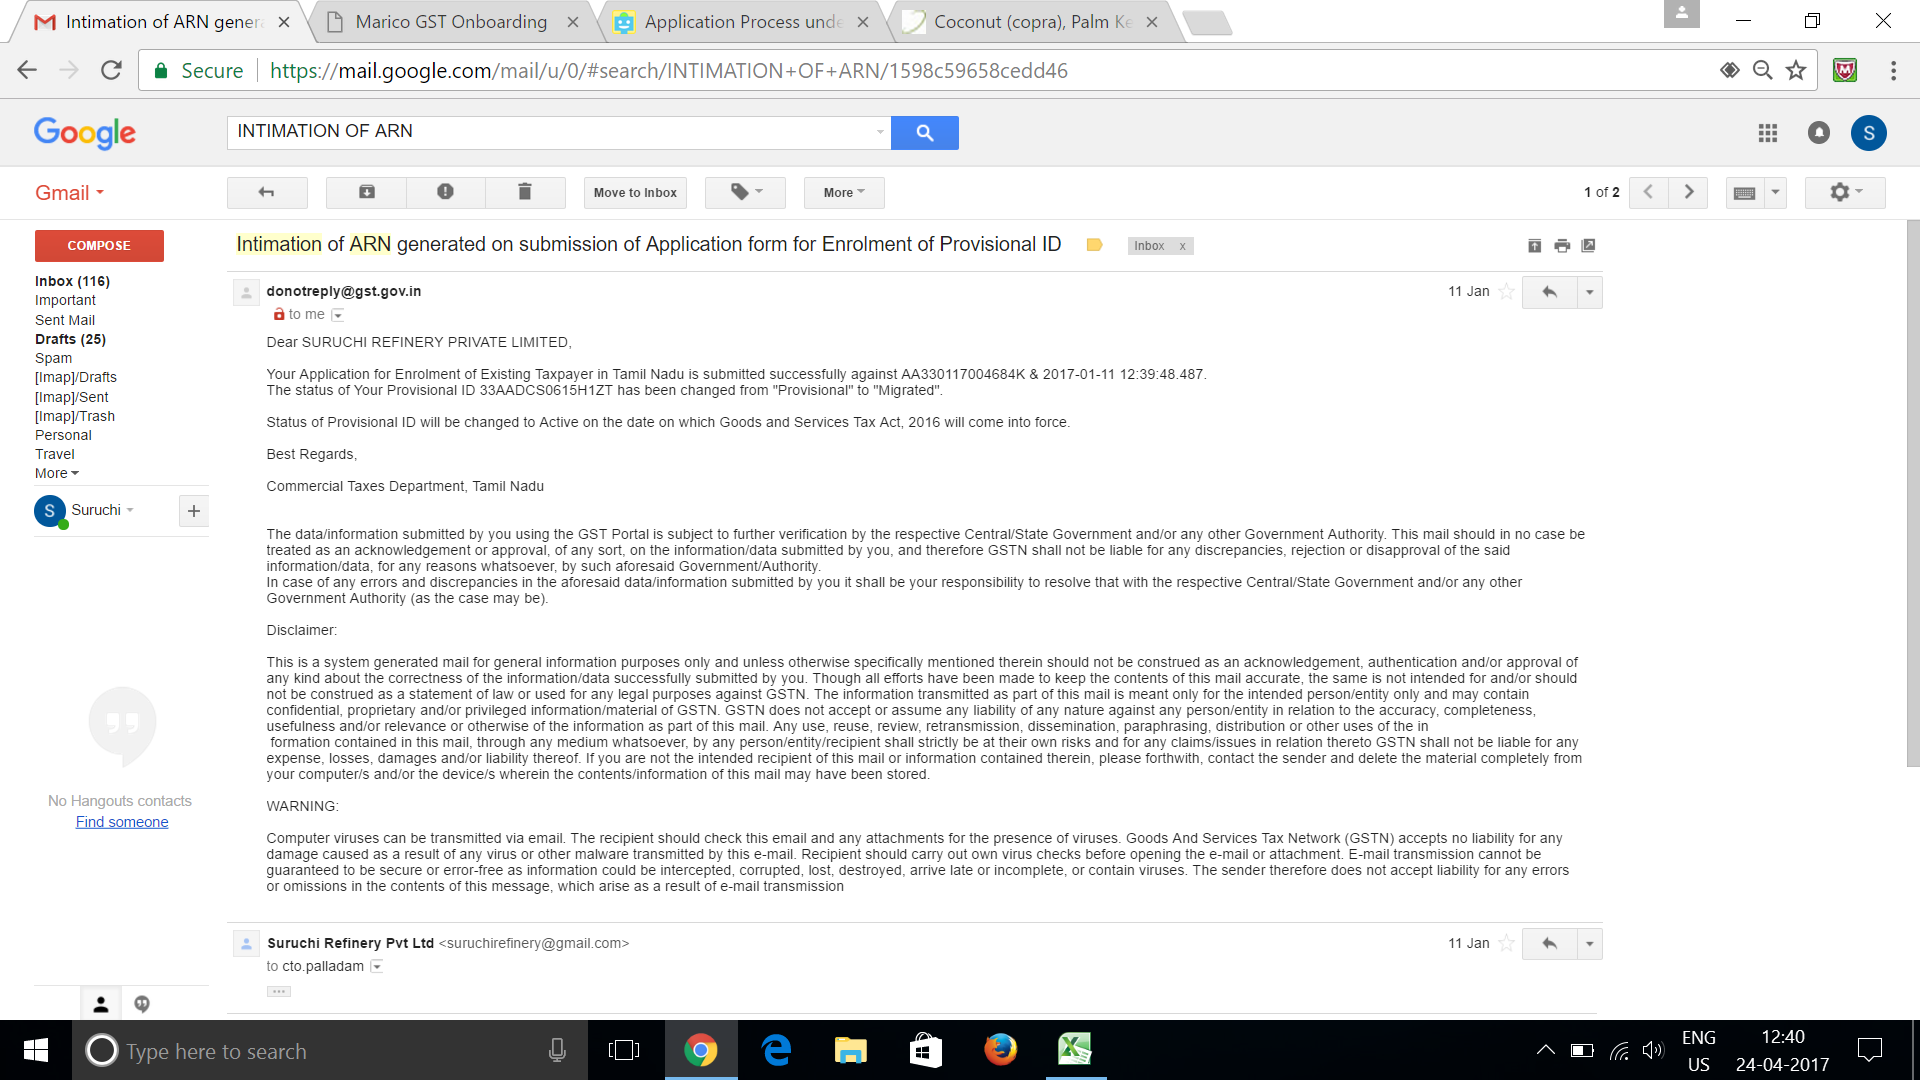 Intimation of ARN gener
Marico GST Onboarding
Application Process unde
Coconut (copra), Palm Ke
Secure
https://mail.google.com/mail/u/0/#search/INTIMATION+OF+ARN/1598c59658cedd46
Google
INTIMATION OF ARN
S
Gmail
Move to Inbox
More
1 of 2
COMPOSE
Intimation of ARN generated on submission of Application form for Enrolment of Provisional ID
Inbox x
Inbox (116)
Important
Sent Mail
Drafts (25)
Spam
[Imap]/Drafts
[Imap]/Sent
[Imap]/Trash
Personal
Travel
More
S Suruchi
+
No Hangouts contacts
Find someone
donotreply@gst.gov.in
11 Jan
to me
Dear SURUCHI REFINERY PRIVATE LIMITED,
Your Application for Enrolment of Existing Taxpayer in Tamil Nadu is submitted successfully against AA330117004684K & 2017-01-11 12:39:48.487.
The status of Your Provisional ID 33AADCS0615H1ZT has been changed from "Provisional" to "Migrated".
Status of Provisional ID will be changed to Active on the date on which Goods and Services Tax Act, 2016 will come into force.
Best Regards,
Commercial Taxes Department, Tamil Nadu
The data/information submitted by you using the GST Portal is subject to further verification by the respective Central/State Government and/or any other Government Authority. This mail should in no case be
treated as an acknowledgement or approval, of any sort, on the information/data submitted by you, and therefore GSTN shall not be liable for any discrepancies, rejection or disapproval of the said
information/data, for any reasons whatsoever, by such aforesaid Government/Authority.
In case of any errors and discrepancies in the aforesaid data/information submitted by you it shall be your responsibility to resolve that with the respective Central/State Government and/or any other
Government Authority (as the case may be).
Disclaimer:
This is a system generated mail for general information purposes only and unless otherwise specifically mentioned therein should not be construed as an acknowledgement, authentication and/or approval of
any kind about the correctness of the information/data successfully submitted by you. Though all efforts have been made to keep the contents of this mail accurate, the same is not intended for and/or should
not be construed as a statement of law or used for any legal purposes against GSTN. The information transmitted as part of this mail is meant only for the intended person/entity only and may contain
confidential, proprietary and/or privileged information/material of GSTN. GSTN does not accept or assume any liability of any nature against any person/entity in relation to the accuracy, completeness,
usefulness and/or relevance or otherwise of the information as part of this mail. Any use, reuse, review, retransmission, dissemination, paraphrasing, distribution or other uses of the in
formation contained in this mail, through any medium whatsoever, by any person/entity/recipient shall strictly be at their own risks and for any claims/issues in relation thereto GSTN shall not be liable for any
expense, losses, damages and/or liability thereof. If you are not the intended recipient of this mail or information contained therein, please forthwith, contact the sender and delete the material completely from
your computer/s and/or the device/s wherein the contents/information of this mail may have been stored.
WARNING:
Computer viruses can be transmitted via email. The recipient should check this email and any attachments for the presence of viruses. Goods And Services Tax Network (GSTN) accepts no liability for any
damage caused as a result of any virus or other malware transmitted by this e-mail. Recipient should carry out own virus checks before opening the e-mail or attachment. E-mail transmission cannot be
guaranteed to be secure or error-free as information could be intercepted, corrupted, lost, destroyed, arrive late or incomplete, or contain viruses. The sender therefore does not accept liability for any errors
or omissions in the contents of this message, which arise as a result of e-mail transmission
Suruchi Refinery Pvt Ltd <suruchirefinery@gmail.com>
11 Jan
to cto.palladam
Type here to search
ENG
US
12:40
24-04-2017